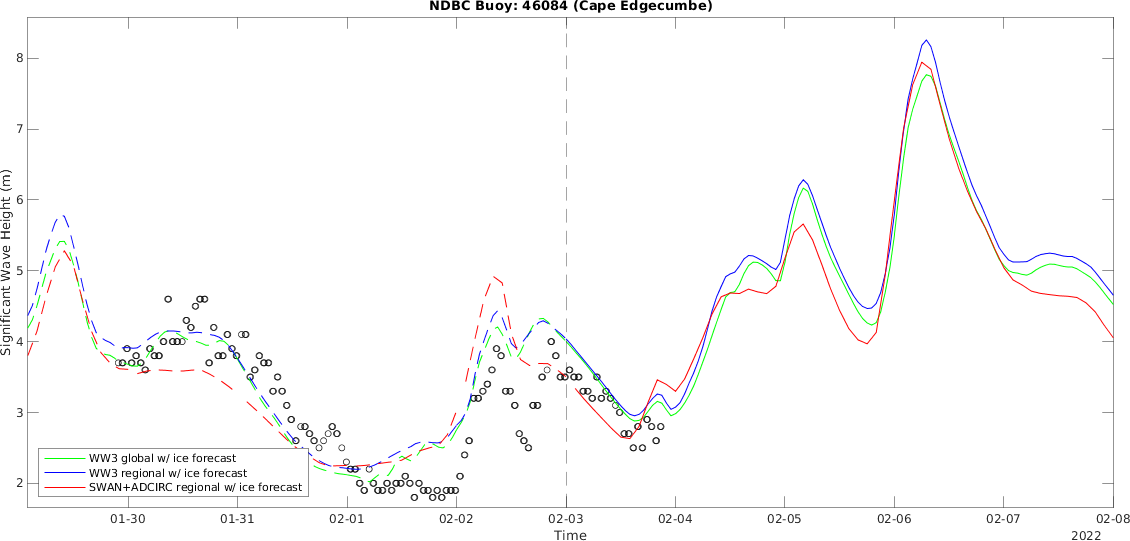 NDBC Buoy: 46084 (Cape Edgecumbe)
Significant Wave Height (m)
8
7
6
5
4
3
2
WW3 global w/ ice forecast
WW3 regional w/ ice forecast
SWAN+ADCIRC regional w/ ice forecast
01-30 01-31 02-01 02-02 02-03 02-04 02-05 02-06 02-07 02-08
Time
2022